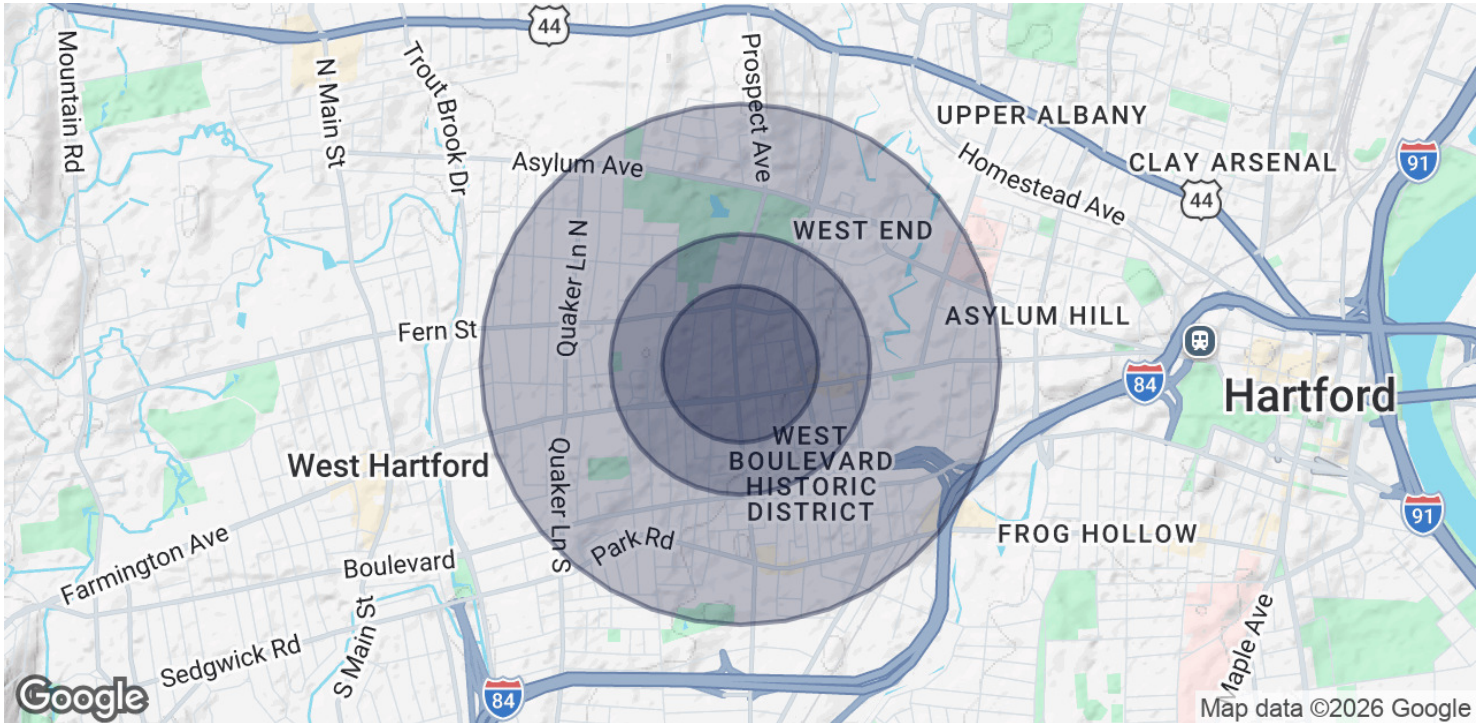 44
Mountain Rd
N Main St
Trout Brook Dr
Prospect Ave
UPPER ALBANY
Asylum Ave
Homestead Ave
CLAY ARSENAL
91
44
WEST END
Quaker Ln N
Fern St
ASYLUM HILL
84
Hartford
West Hartford
WEST
BOULEVARD
HISTORIC
DISTRICT
Quaker Ln S
91
Park Rd
FROG HOLLOW
Farmington Ave
Boulevard
S Main St
Sedgwick Rd
Maple Ave
84
Google
Map data ©2026 Google